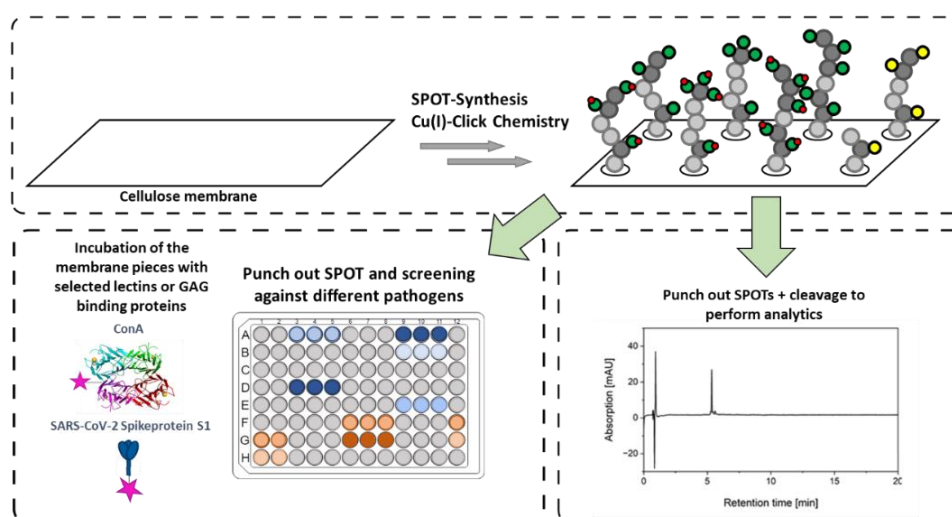 SPOT-Synthesis
Cu(I)-Click Chemistry
Cellulose membrane
Incubation of the
membrane pieces with
selected lectins or GAG
binding proteins
ConA
SARS-CoV-2 Spikeprotein S1
Punch out SPOT and screening
against different pathogens
1 2 3 4 5 6 7 8 9 10 11 12
A
B
C
D
E
F
G
H
Punch out SPOTs + cleavage to
perform analytics
Absorption [mAU]
40
20
0
-20
0 5 10 15 20
Retention time [min]